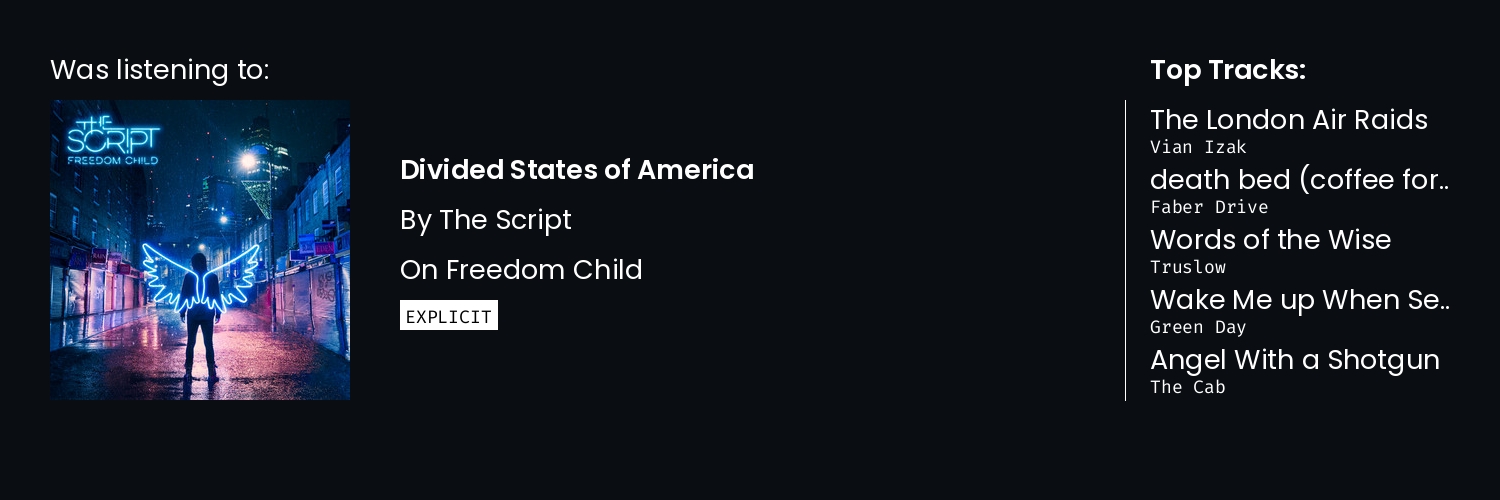 Was listening to:
THE
SCRIPT
FREEDOM CHILD
Divided States of America
By The Script
On Freedom Child
EXPLICIT
Top Tracks:
The London Air Raids
Vian Izak
death bed (coffee for..
Faber Drive
Words of the Wise
Truslow
Wake Me up When Se..
Green Day
Angel With a Shotgun
The Cab